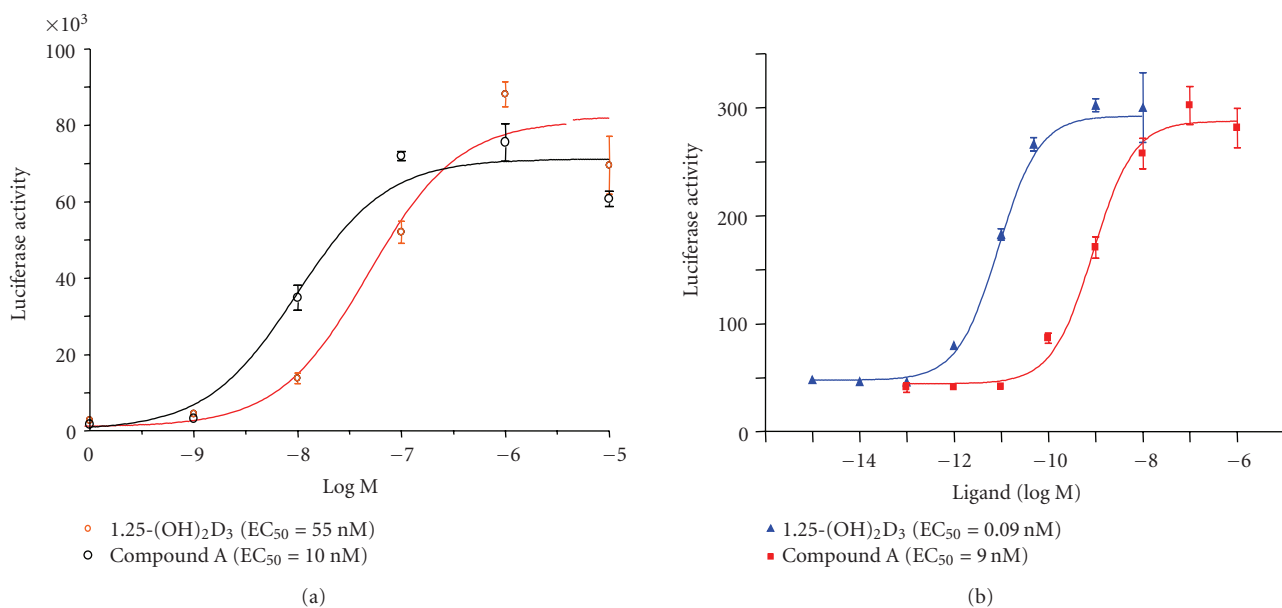 ×10³
100
80
60
40
20
0
Luciferase activity
0 −9 −8 −7 −6 −5
Log M
1.25-(OH)₂D₃ (EC₅₀ = 55 nM)
Compound A (EC₅₀ = 10 nM)
(a)
300
200
100
0
Luciferase activity
−14 −12 −10 −8 −6
Ligand (log M)
1.25-(OH)₂D₃ (EC₅₀ = 0.09 nM)
Compound A (EC₅₀ = 9 nM)
(b)